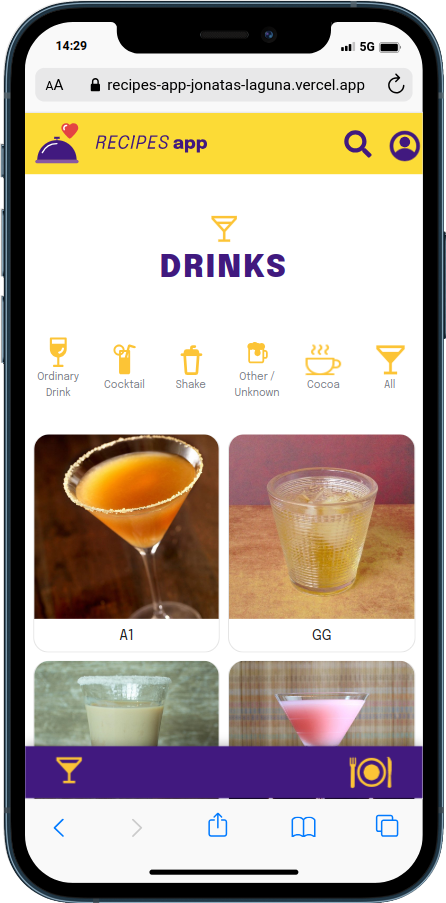 14:29
5G
AA
recipes-app-jonatas-laguna.vercel.app
RECIPES app
DRINKS
Ordinary
Drink
Cocktail
Shake
Other /
Unknown
Cocoa
All
A1
GG